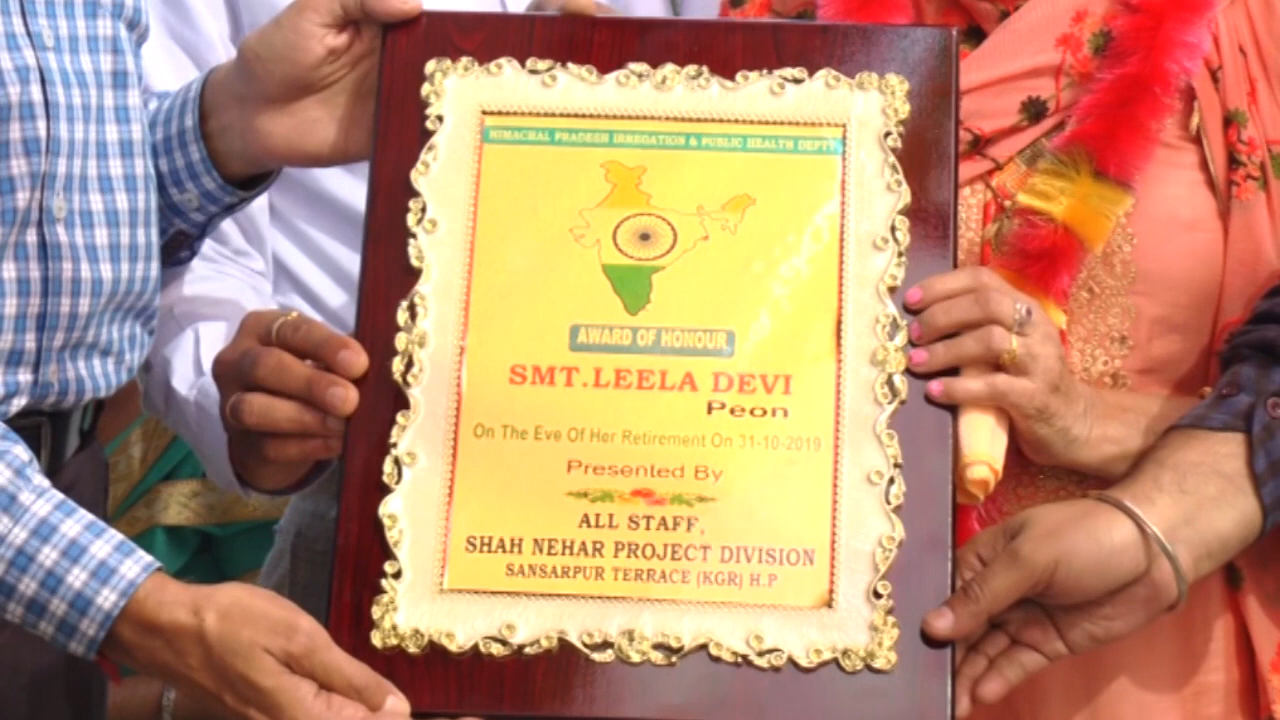 HIMACHAL PRADESH IRREGATION & PUBLIC HEALTH DEPTT
AWARD OF HONOUR
SMT.LEELA DEVI
Peon
On The Eve Of Her Retirement On 31-10-2019
Presented By
ALL STAFF,
SHAH NEHAR PROJECT DIVISION
SANSARPUR TERRACE (KGR) H.P